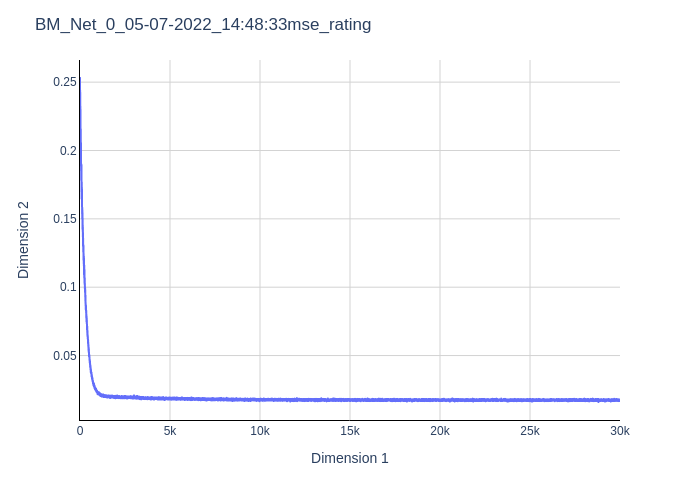 BM_Net_0_05-07-2022_14:48:33mse_rating
0.25
0.2
0.15
0.1
0.05
Dimension 2
0 5k 10k 15k 20k 25k 30k
Dimension 1